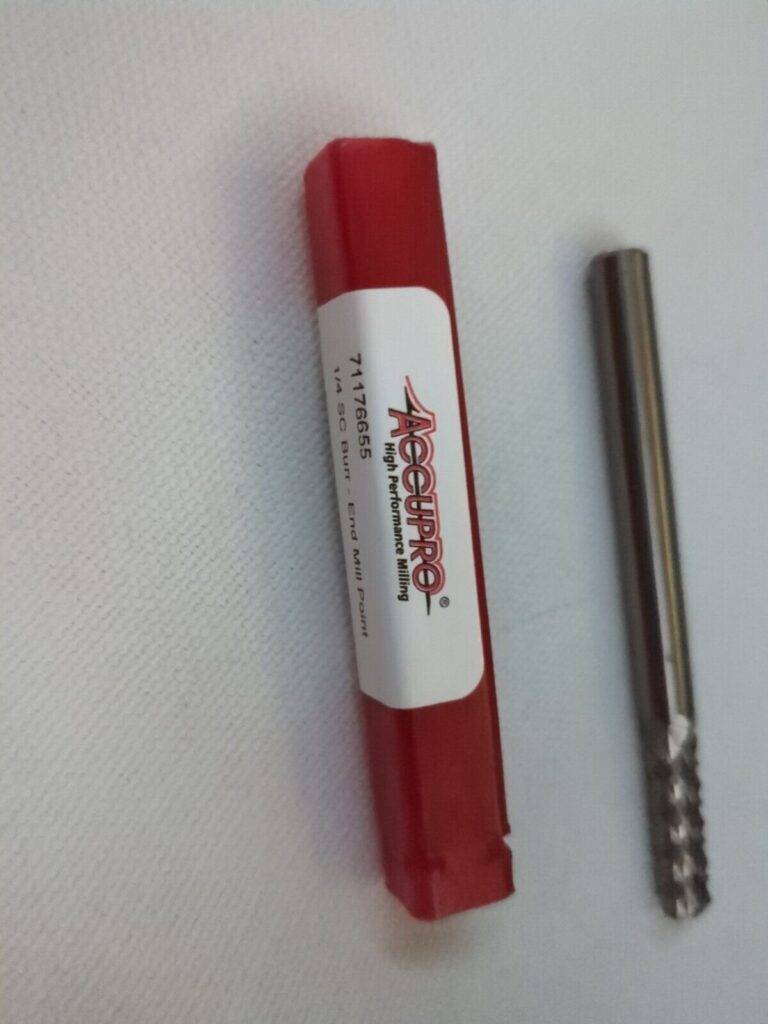 ACCUPRO®
High Performance Milling
71176655
1/4 SC Burr - End Mill Point